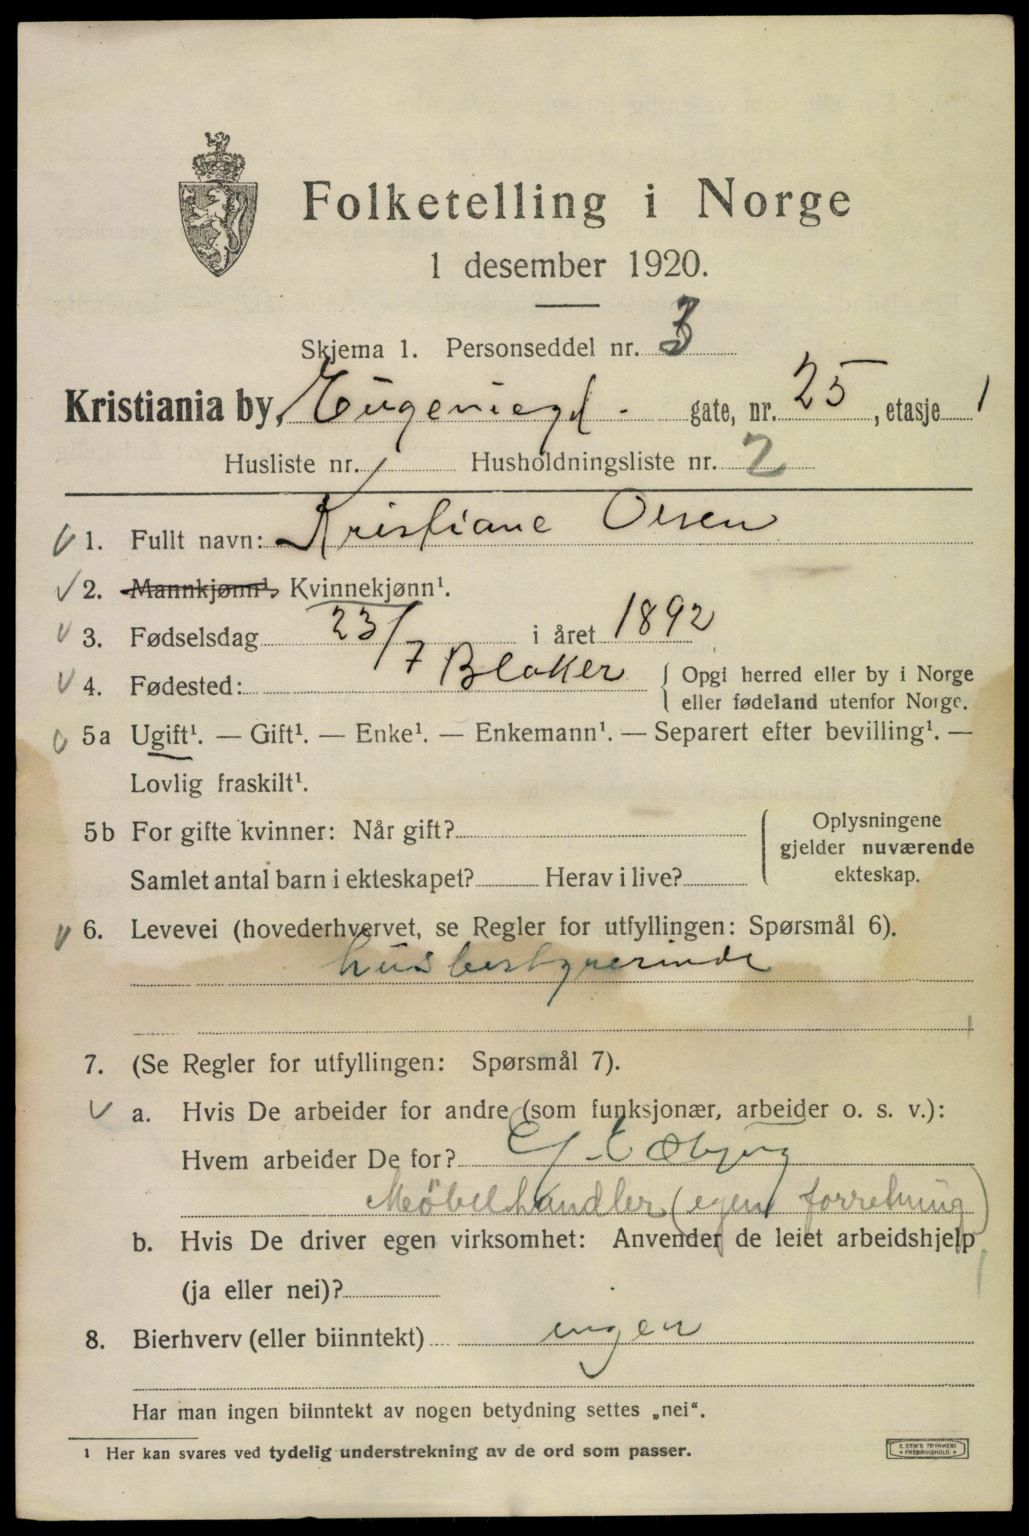 Folketelling i Norge
1 desember 1920.
Skjema 1. Personseddel nr. 3
Kristiania by, Eugeniegd. gate, nr. 25, etasje 1
Husliste nr. / Husholdningsliste nr. 2
1. Fullt navn: Kristiane Olsen
2. Mannkjønn¹. Kvinnekjønn¹.
3. Fødselsdag 23/7 i året 1892
4. Fødested: Blaker { Opgi herred eller by i Norge
eller fødeland utenfor Norge.
5a Ugift¹. — Gift¹. — Enke¹. — Enkemann¹. — Separert efter bevilling¹. —
Lovlig fraskilt¹.
5b For gifte kvinner: Når gift? { Oplysningene
gjelder nuværende
Samlet antal barn i ekteskapet? Herav i live? ekteskap.
6. Levevei (hovederhvervet, se Regler for utfyllingen: Spørsmål 6).
husbestyrerinde
7. (Se Regler for utfyllingen: Spørsmål 7).
a. Hvis De arbeider for andre (som funksjonær, arbeider o. s. v.):
Hvem arbeider De for?
Møbelhandler (egen forretning)
b. Hvis De driver egen virksomhet: Anvender de leiet arbeidshjelp
(ja eller nei)?
8. Bierhverv (eller biinntekt) ingen
Har man ingen biinntekt av nogen betydning settes „nei“.
¹ Her kan svares ved tydelig understrekning av de ord som passer.
E. SEM'S TRYKKERI
FREDRIKSHALD